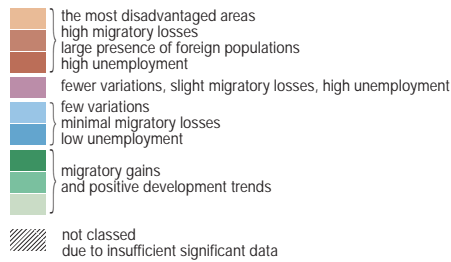 the most disadvantaged areas
high migratory losses
large presence of foreign populations
high unemployment
fewer variations, slight migratory losses, high unemployment
few variations
minimal migratory losses
low unemployment
migratory gains
and positive development trends
not classed
due to insufficient significant data